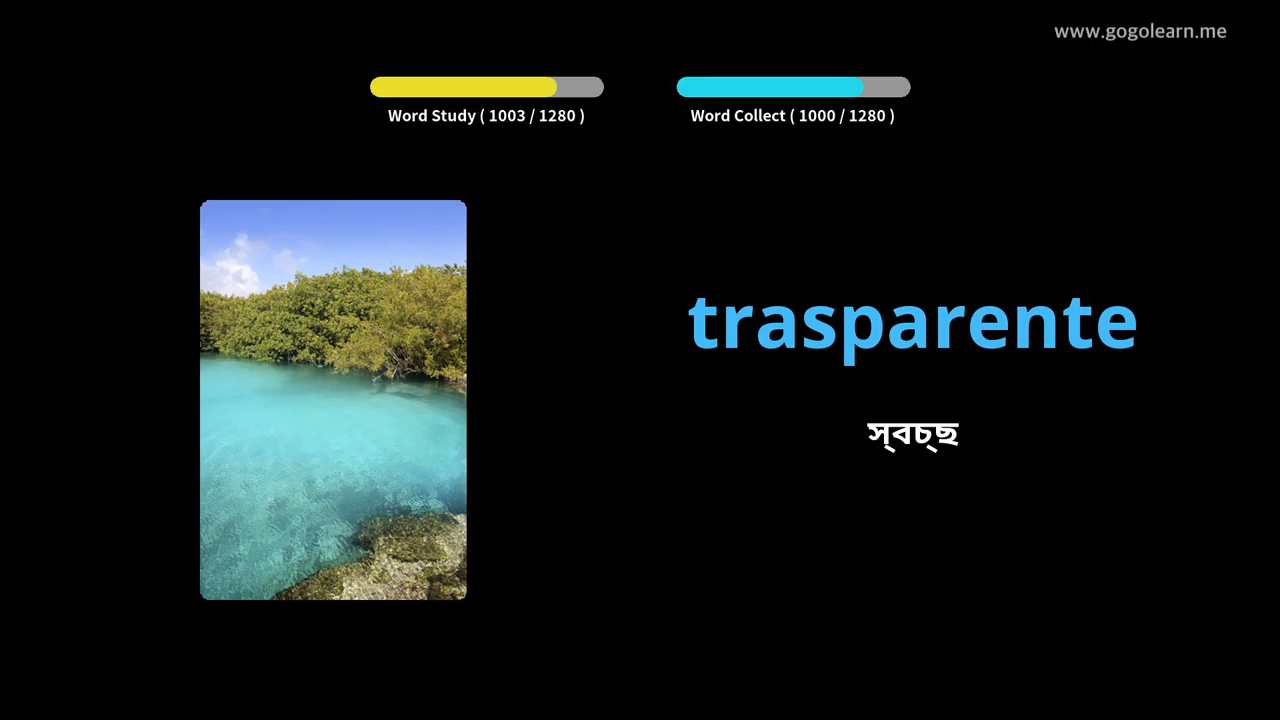 www.gogolearn.me
Word Study ( 1003 / 1280 )
Word Collect ( 1000 / 1280 )
trasparente
স্বচ্ছ